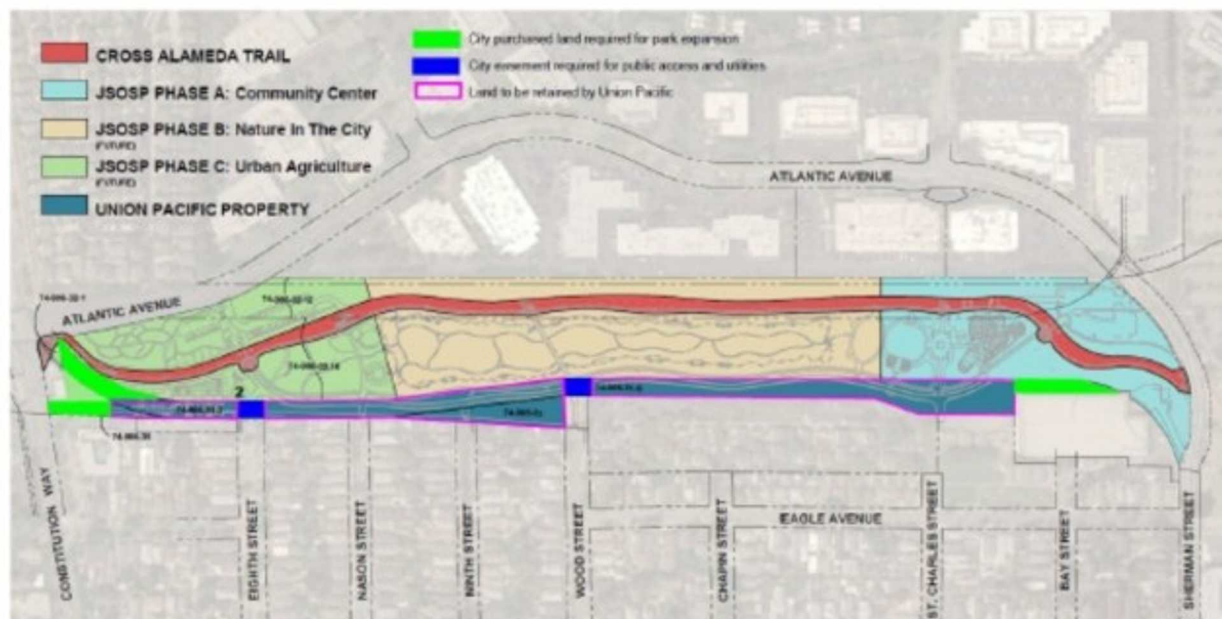 CROSS ALAMEDA TRAIL
JSOSP PHASE A: Community Center
JSOSP PHASE B: Nature In The City
(FUTURE)
JSOSP PHASE C: Urban Agriculture
(FUTURE)
UNION PACIFIC PROPERTY
City purchased land required for park expansion
City easement required for public access and utilities
Land to be retained by Union Pacific
ATLANTIC AVENUE
ATLANTIC AVENUE
2
CONSTITUTION WAY
EIGHTH STREET
NASON STREET
NINTH STREET
WOOD STREET
CHAPIN STREET
EAGLE AVENUE
ST. CHARLES STREET
BAY STREET
SHERMAN STREET